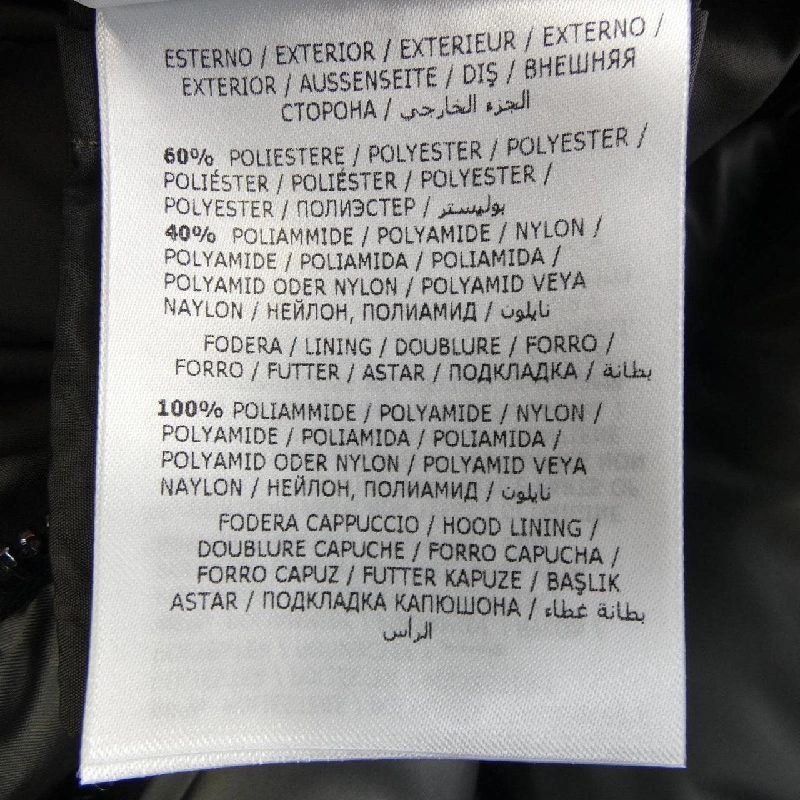 ESTERNO / EXTERIOR / EXTERIEUR / EXTERNO /
EXTERIOR / AUSSENSEITE / DIŞ / ВНЕШНЯЯ
СТОРОНА / الجزء الخارجي
60% POLIESTERE / POLYESTER / POLYESTER /
POLIÉSTER / POLIÉSTER / POLYESTER /
POLYESTER / ПОЛИЭСТЕР / بوليستر
40% POLIAMMIDE / POLYAMIDE / NYLON /
POLYAMIDE / POLIAMIDA / POLIAMIDA /
POLYAMID ODER NYLON / POLYAMID VEYA
NAYLON / НЕЙЛОН, ПОЛИАМИД / نايلون
FODERA / LINING / DOUBLURE / FORRO /
FORRO / FUTTER / ASTAR / ПОДКЛАДКА / بطانة
100% POLIAMMIDE / POLYAMIDE / NYLON /
POLYAMIDE / POLIAMIDA / POLIAMIDA /
POLYAMID ODER NYLON / POLYAMID VEYA
NAYLON / НЕЙЛОН, ПОЛИАМИД / نايلون
FODERA CAPPUCCIO / HOOD LINING /
DOUBLURE CAPUCHE / FORRO CAPUCHA /
FORRO CAPUZ / FUTTER KAPUZE / BAŞLIK
ASTAR / ПОДКЛАДКА КАПЮШОНА / بطانة غطاء
الرأس